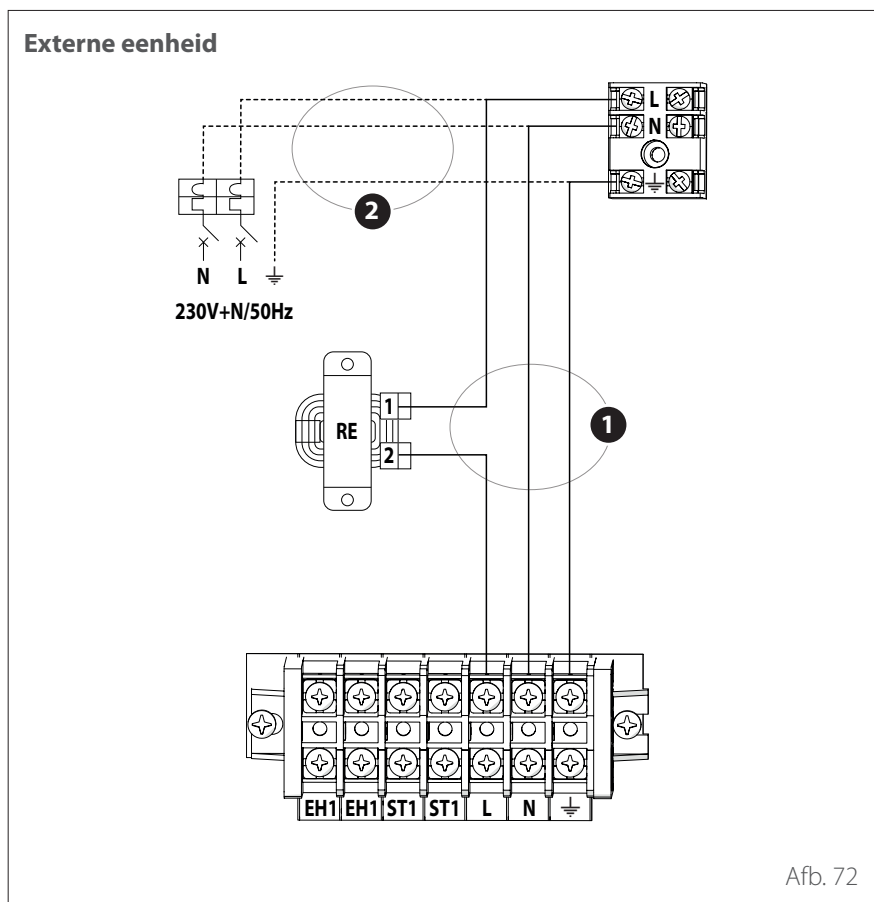 Externe eenheid
L
N
2
N L
230V+N/50Hz
1
RE
2
1
EH1 EH1 ST1 ST1 L N
Afb. 72